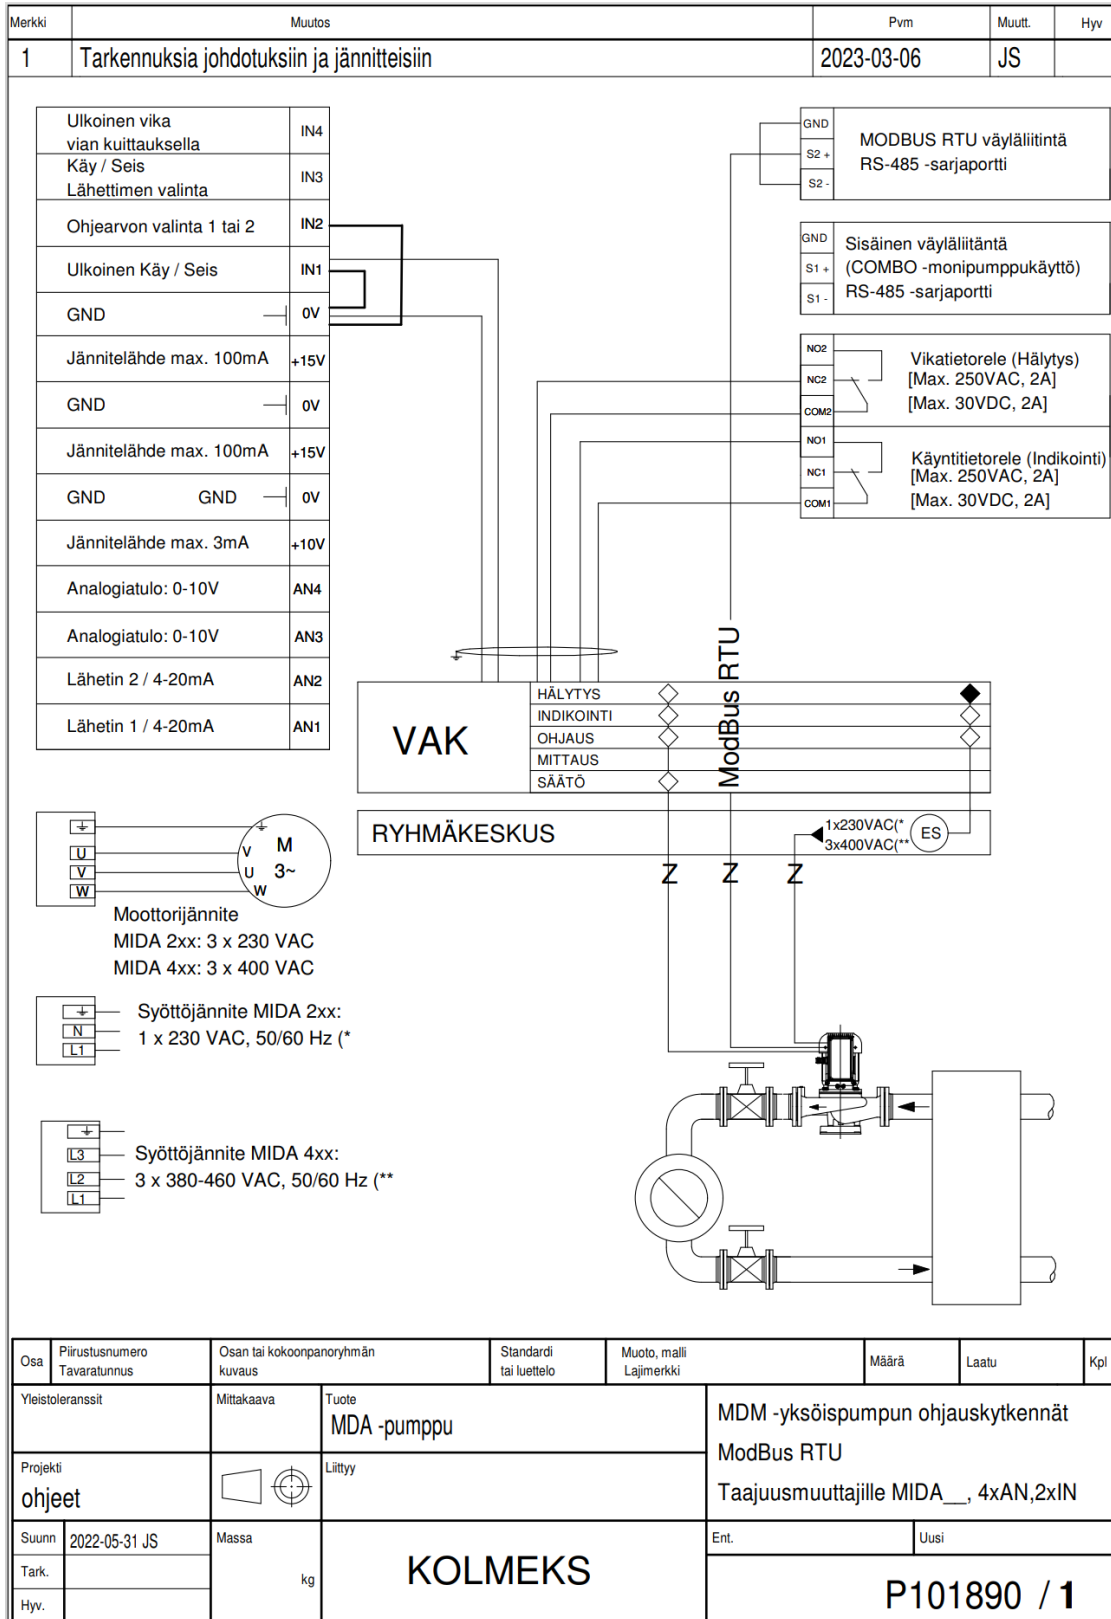 Merkki Muutos Pvm Muutt. Hyv
1 Tarkennuksia johdotuksiin ja jännitteisiin 2023-03-06 JS
Ulkoinen vika
vian kuittauksella IN4
Käy / Seis
Lähettimen valinta IN3
Ohjearvon valinta 1 tai 2 IN2
Ulkoinen Käy / Seis IN1
GND 0V
Jännitelähde max. 100mA +15V
GND 0V
Jännitelähde max. 100mA +15V
GND GND 0V
Jännitelähde max. 3mA +10V
Analogiatulo: 0-10V AN4
Analogiatulo: 0-10V AN3
Lähetin 2 / 4-20mA AN2
Lähetin 1 / 4-20mA AN1
GND
S2 +
S2 -
MODBUS RTU väyläliitintä
RS-485 -sarjaportti
GND
S1 +
S1 -
Sisäinen väyläliitäntä
(COMBO -monipumppukäyttö)
RS-485 -sarjaportti
NO2
NC2
COM2
Vikatietorele (Hälytys)
[Max. 250VAC, 2A]
[Max. 30VDC, 2A]
NO1
NC1
COM1
Käyntitietorele (Indikointi)
[Max. 250VAC, 2A]
[Max. 30VDC, 2A]
ModBus RTU
VAK
HÄLYTYS
INDIKOINTI
OHJAUS
MITTAUS
SÄÄTÖ
RYHMÄKESKUS
1x230VAC(*
3x400VAC(**
ES
Z Z Z
U
V
W
V
U
W
M
3~
Moottorijännite
MIDA 2xx: 3 x 230 VAC
MIDA 4xx: 3 x 400 VAC
N
L1
Syöttöjännite MIDA 2xx:
1 x 230 VAC, 50/60 Hz (*
L3
L2
L1
Syöttöjännite MIDA 4xx:
3 x 380-460 VAC, 50/60 Hz (**
Osa
Piirustusnumero
Tavaratunnus
Osan tai kokoonpanoryhmän
kuvaus
Standardi
tai luettelo
Muoto, malli
Lajimerkki
Määrä
Laatu
Kpl
Yleistoleranssit
Mittakaava
Tuote
MDA -pumppu
MDM -yksöispumpun ohjauskytkennät
ModBus RTU
Taajuusmuuttajille MIDA__, 4xAN,2xIN
Projekti
ohjeet
Liittyy
Suunn 2022-05-31 JS
Tark.
Hyv.
Massa
kg
KOLMEKS
Ent.
Uusi
P101890 / 1